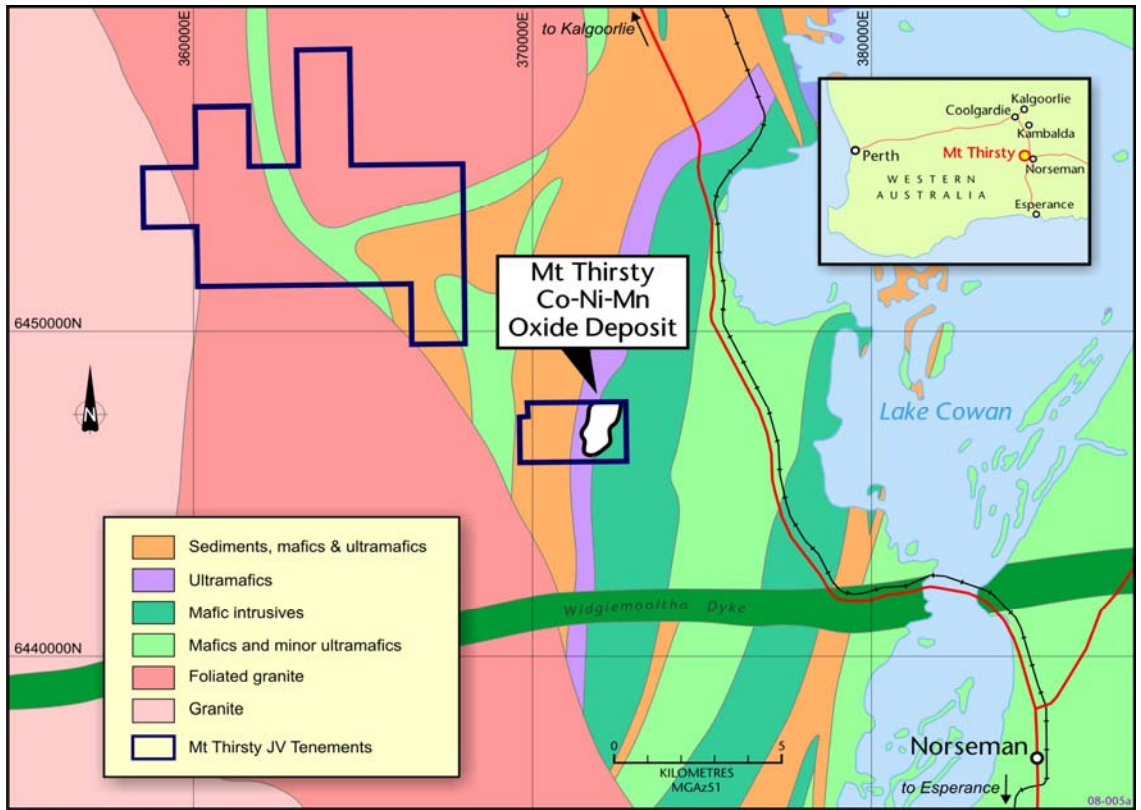 360000E
370000E
380000E
to Kalgoorlie
Kalgoorlie
Coolgardie
Kambalda
Perth
Mt Thirsty
Norseman
WESTERN
AUSTRALIA
Esperance
Mt Thirsty
Co-Ni-Mn
Oxide Deposit
6450000N
N
Lake Cowan
Sediments, mafics & ultramafics
Ultramafics
Mafic intrusives
Mafics and minor ultramafics
Foliated granite
Granite
Mt Thirsty JV Tenements
Widgiemooltha Dyke
6440000N
0 5
KILOMETRES
MGAz51
Norseman
to Esperance
08-005a